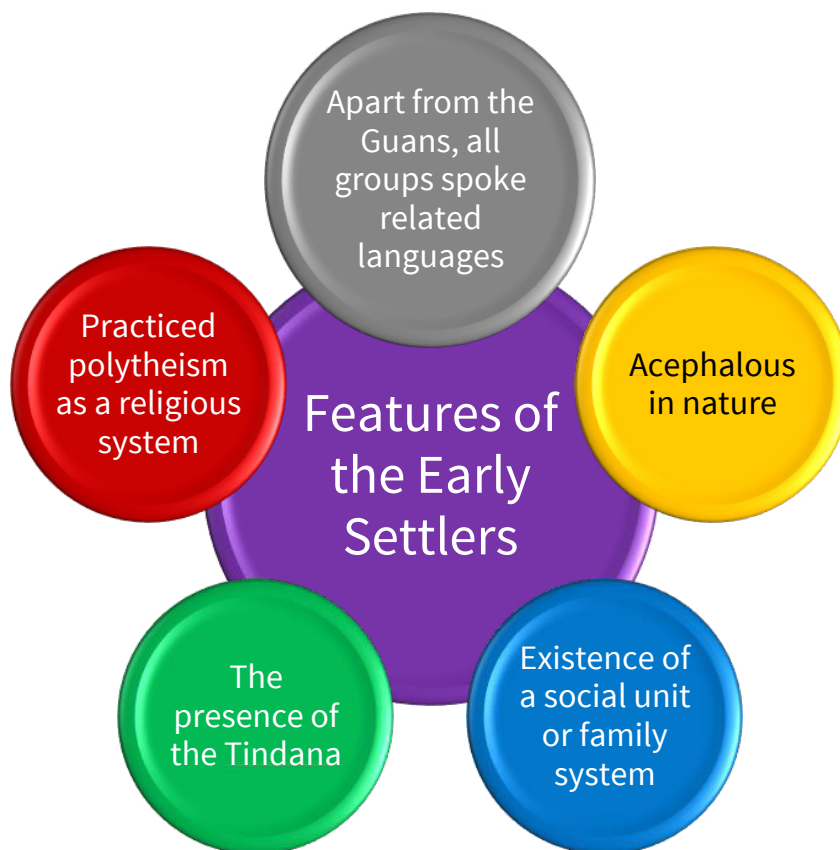 Apart from the
Guans, all
groups spoke
related
languages
Practiced
polytheism
as a religious
system
Acephalous
in nature
Features of
the Early
Settlers
The
presence of
the Tindana
Existence of
a social unit
or family
system